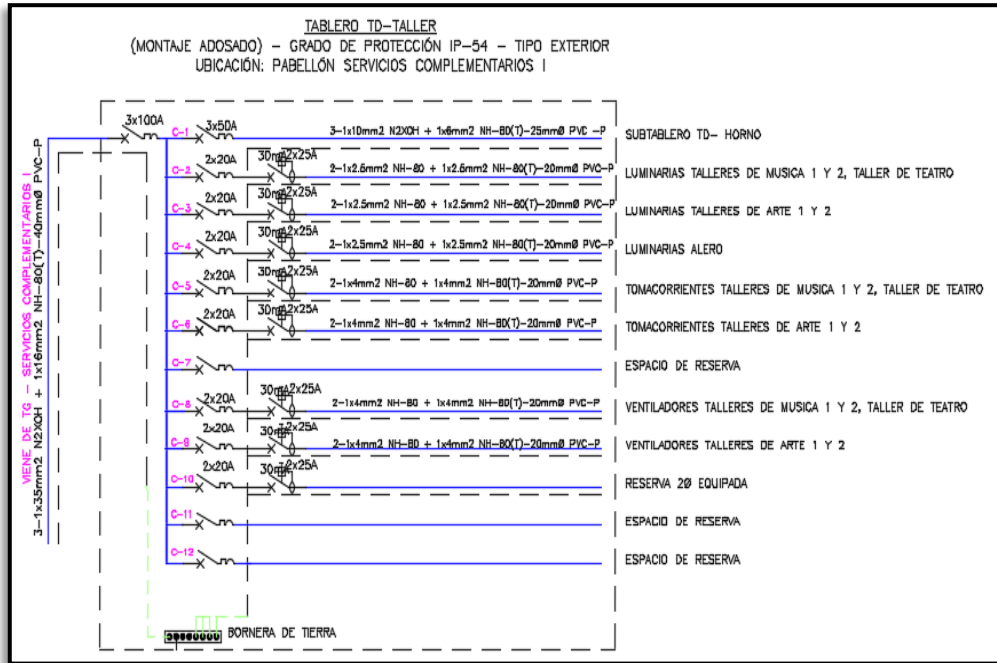 TABLERO TD-TALLER
(MONTAJE ADOSADO) - GRADO DE PROTECCIÓN IP-54 - TIPO EXTERIOR
UBICACIÓN: PABELLÓN SERVICIOS COMPLEMENTARIOS I
VIENE DE TG - SERVICIOS COMPLEMENTARIOS I
3-1x35mm2 N2XOH + 1x16mm2 NH-80(T)-40mmØ PVC-P
3x100A
C-1 3x50A 3-1x10mm2 N2XOH + 1x6mm2 NH-80(T)-25mmØ PVC -P SUBTABLERO TD- HORNO
C-2 2x20A 30mA 2x25A 2-1x2.5mm2 NH-80 + 1x2.5mm2 NH-80(T)-20mmØ PVC-P LUMINARIAS TALLERES DE MUSICA 1 Y 2, TALLER DE TEATRO
C-3 2x20A 30mA 2x25A 2-1x2.5mm2 NH-80 + 1x2.5mm2 NH-80(T)-20mmØ PVC-P LUMINARIAS TALLERES DE ARTE 1 Y 2
C-4 2x20A 30mA 2x25A 2-1x2.5mm2 NH-80 + 1x2.5mm2 NH-80(T)-20mmØ PVC-P LUMINARIAS ALERO
C-5 2x20A 30mA 2x25A 2-1x4mm2 NH-80 + 1x4mm2 NH-80(T)-20mmØ PVC-P TOMACORRIENTES TALLERES DE MUSICA 1 Y 2, TALLER DE TEATRO
C-6 2x20A 30mA 2x25A 2-1x4mm2 NH-80 + 1x4mm2 NH-80(T)-20mmØ PVC-P TOMACORRIENTES TALLERES DE ARTE 1 Y 2
C-7 ESPACIO DE RESERVA
C-8 2x20A 30mA 2x25A 2-1x4mm2 NH-80 + 1x4mm2 NH-80(T)-20mmØ PVC-P VENTILADORES TALLERES DE MUSICA 1 Y 2, TALLER DE TEATRO
C-9 2x20A 30mA 2x25A 2-1x4mm2 NH-80 + 1x4mm2 NH-80(T)-20mmØ PVC-P VENTILADORES TALLERES DE ARTE 1 Y 2
C-10 2x20A 30mA 2x25A RESERVA 2Ø EQUIPADA
C-11 ESPACIO DE RESERVA
C-12 ESPACIO DE RESERVA
BORNERA DE TIERRA